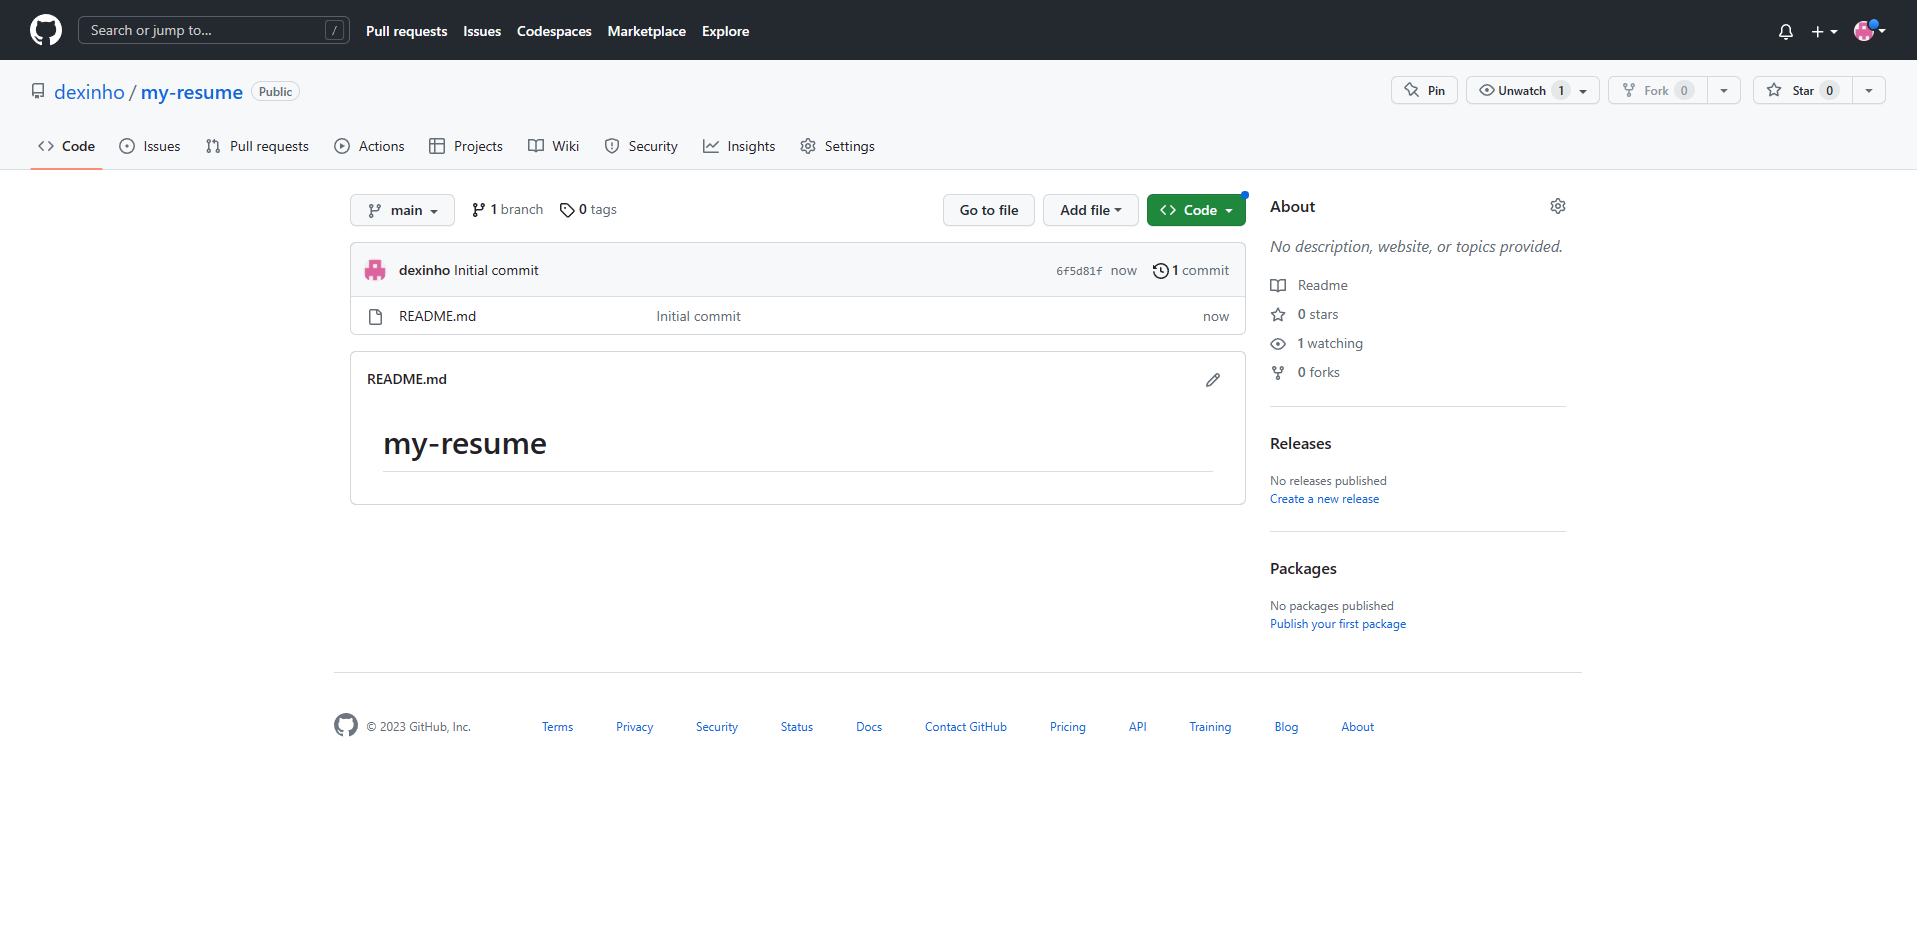 Search or jump to... /
Pull requests Issues Codespaces Marketplace Explore
dexinho / my-resume Public
Pin Unwatch 1 Fork 0 Star 0
Code Issues Pull requests Actions Projects Wiki Security Insights Settings
main 1 branch 0 tags Go to file Add file Code
dexinho Initial commit 6f5d81f now 1 commit
README.md Initial commit now
README.md
my-resume
About
No description, website, or topics provided.
Readme
0 stars
1 watching
0 forks
Releases
No releases published
Create a new release
Packages
No packages published
Publish your first package
© 2023 GitHub, Inc. Terms Privacy Security Status Docs Contact GitHub Pricing API Training Blog About